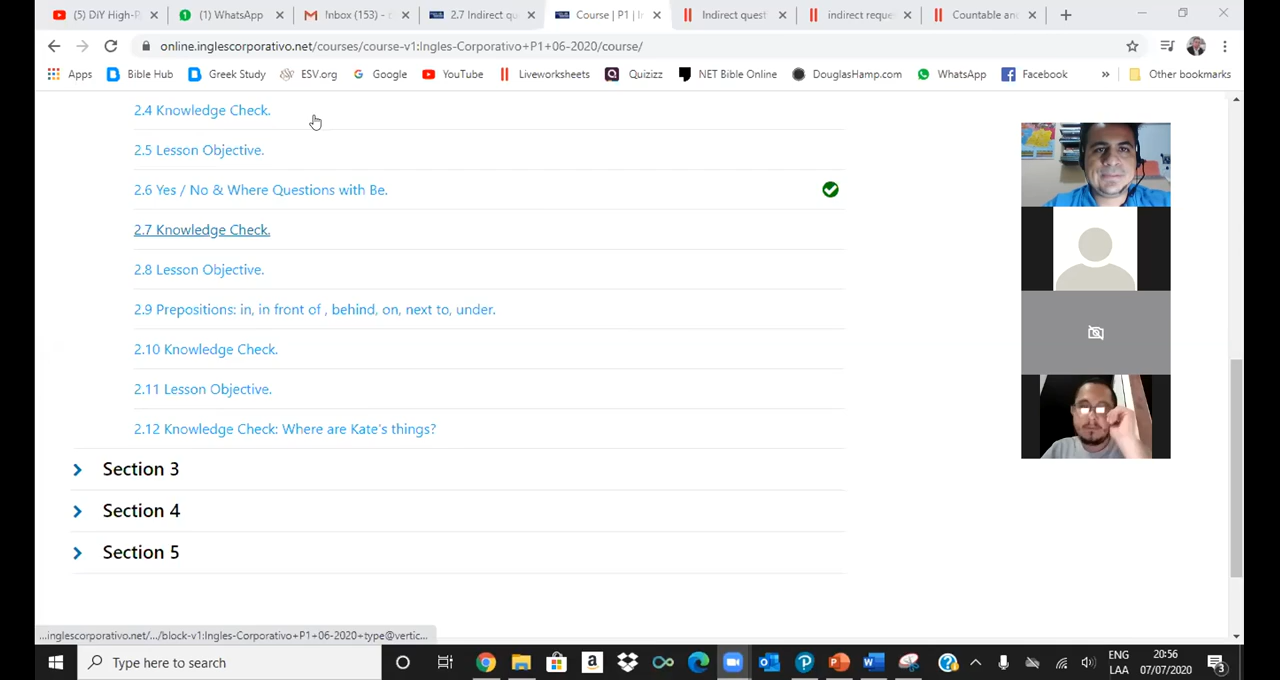 (5) DiY High-P
(1) WhatsApp
Inbox (153) - c
2.7 Indirect qu
Course | P1 | In
Indirect quest
indirect reque
Countable an
online.inglescorporativo.net/courses/course-v1:Ingles-Corporativo+P1+06-2020/course/
Apps
Bible Hub
Greek Study
ESV.org
Google
YouTube
Liveworksheets
Quizizz
NET Bible Online
DouglasHamp.com
WhatsApp
Facebook
»
Other bookmarks
2.4 Knowledge Check.
2.5 Lesson Objective.
2.6 Yes / No & Where Questions with Be.
2.7 Knowledge Check.
2.8 Lesson Objective.
2.9 Prepositions: in, in front of , behind, on, next to, under.
2.10 Knowledge Check.
2.11 Lesson Objective.
2.12 Knowledge Check: Where are Kate's things?
Section 3
Section 4
Section 5
...inglescorporativo.net/.../block-v1:Ingles-Corporativo+P1+06-2020+type@vertic...
Type here to search
ENG
LAA
20:56
07/07/2020
3